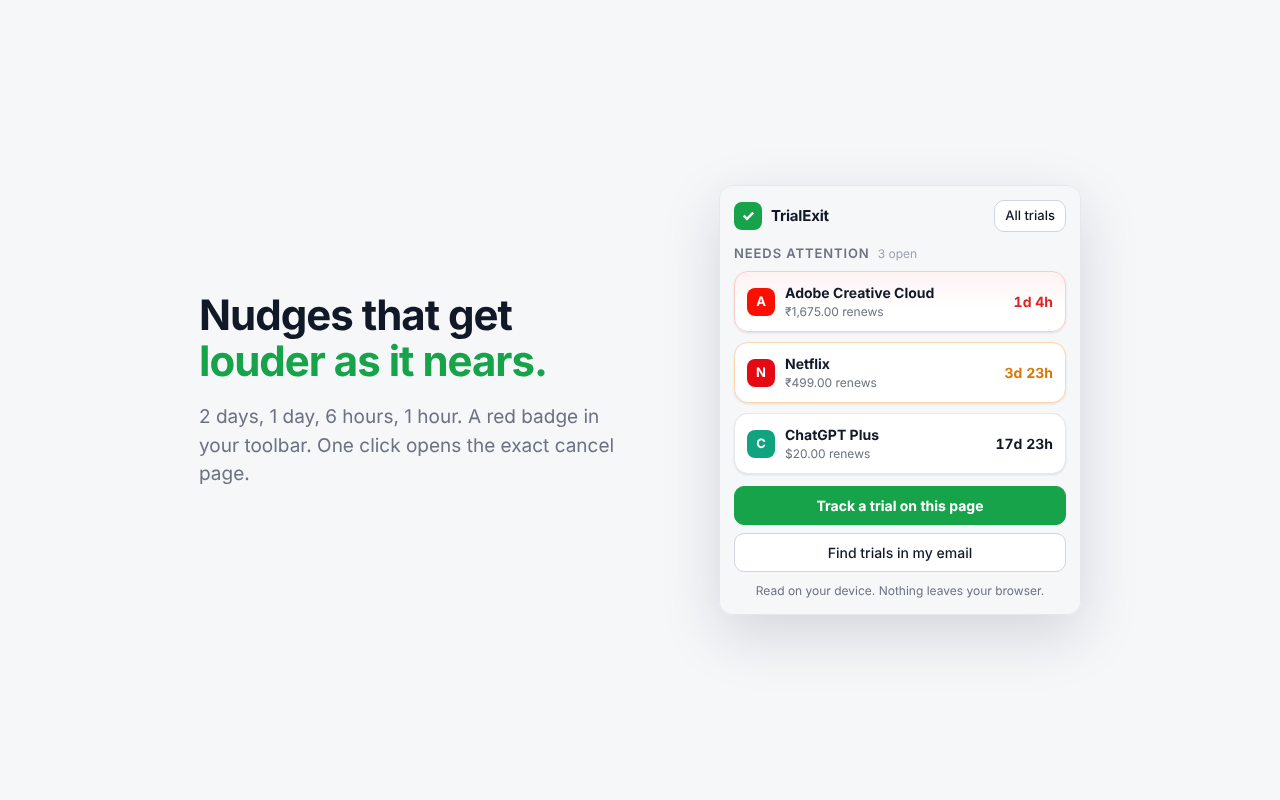 Nudges that get
louder as it nears.
2 days, 1 day, 6 hours, 1 hour. A red badge in
your toolbar. One click opens the exact cancel
page.
TrialExit
All trials
NEEDS ATTENTION 3 open
A
Adobe Creative Cloud
₹1,675.00 renews
1d 4h
N
Netflix
₹499.00 renews
3d 23h
C
ChatGPT Plus
$20.00 renews
17d 23h
Track a trial on this page
Find trials in my email
Read on your device. Nothing leaves your browser.